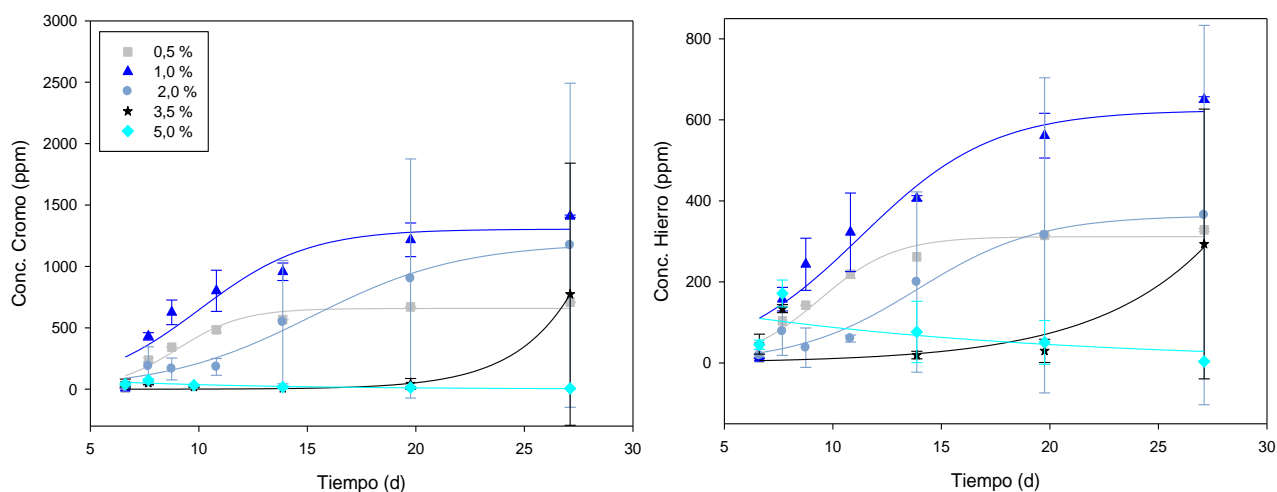 3000
2500
2000
1500
1000
500
0
Conc. Cromo (ppm)
0,5 %
1,0 %
2,0 %
3,5 %
5,0 %
5 10 15 20 25 30
Tiempo (d)
800
600
400
200
0
Conc. Hierro (ppm)
5 10 15 20 25 30
Tiempo (d)